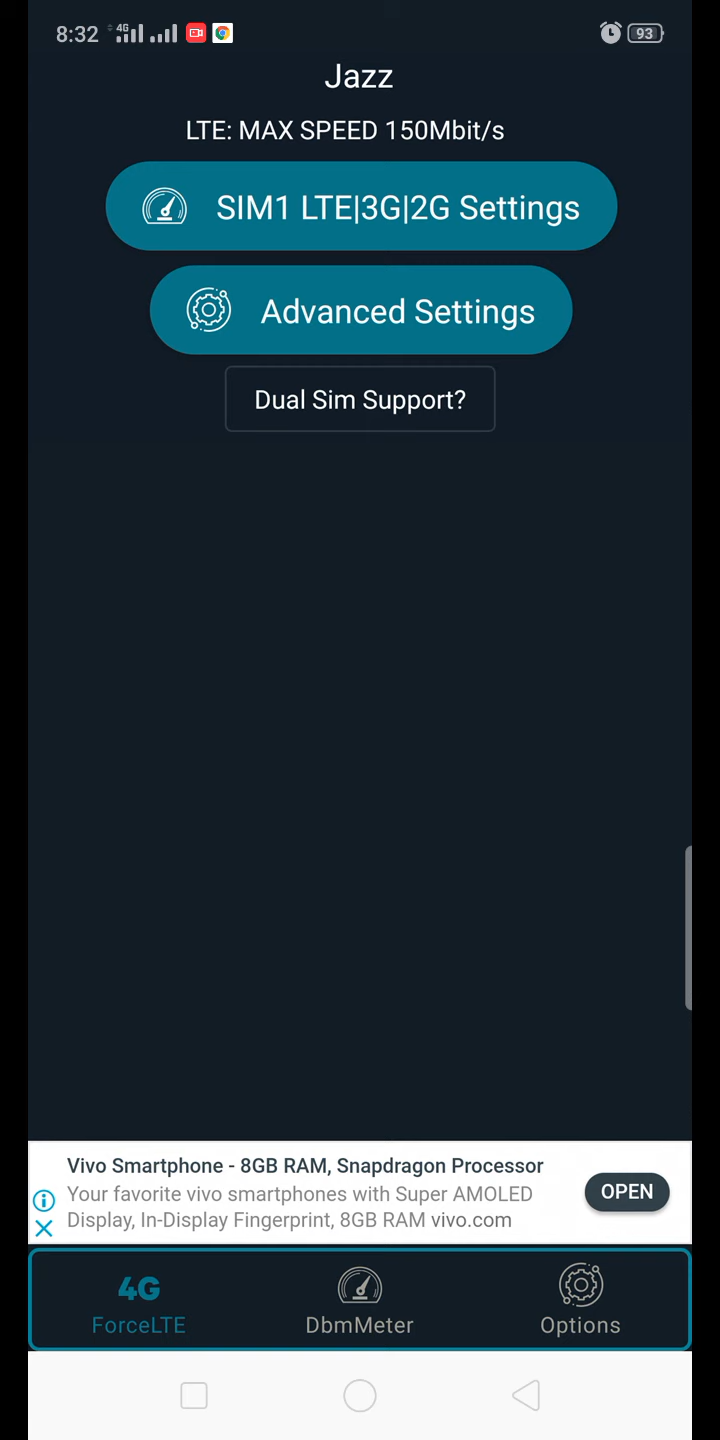 8:32 4G 93
Jazz
LTE: MAX SPEED 150Mbit/s
SIM1 LTE|3G|2G Settings
Advanced Settings
Dual Sim Support?
Vivo Smartphone - 8GB RAM, Snapdragon Processor
Your favorite vivo smartphones with Super AMOLED
Display, In-Display Fingerprint, 8GB RAM vivo.com
OPEN
4G
ForceLTE DbmMeter Options